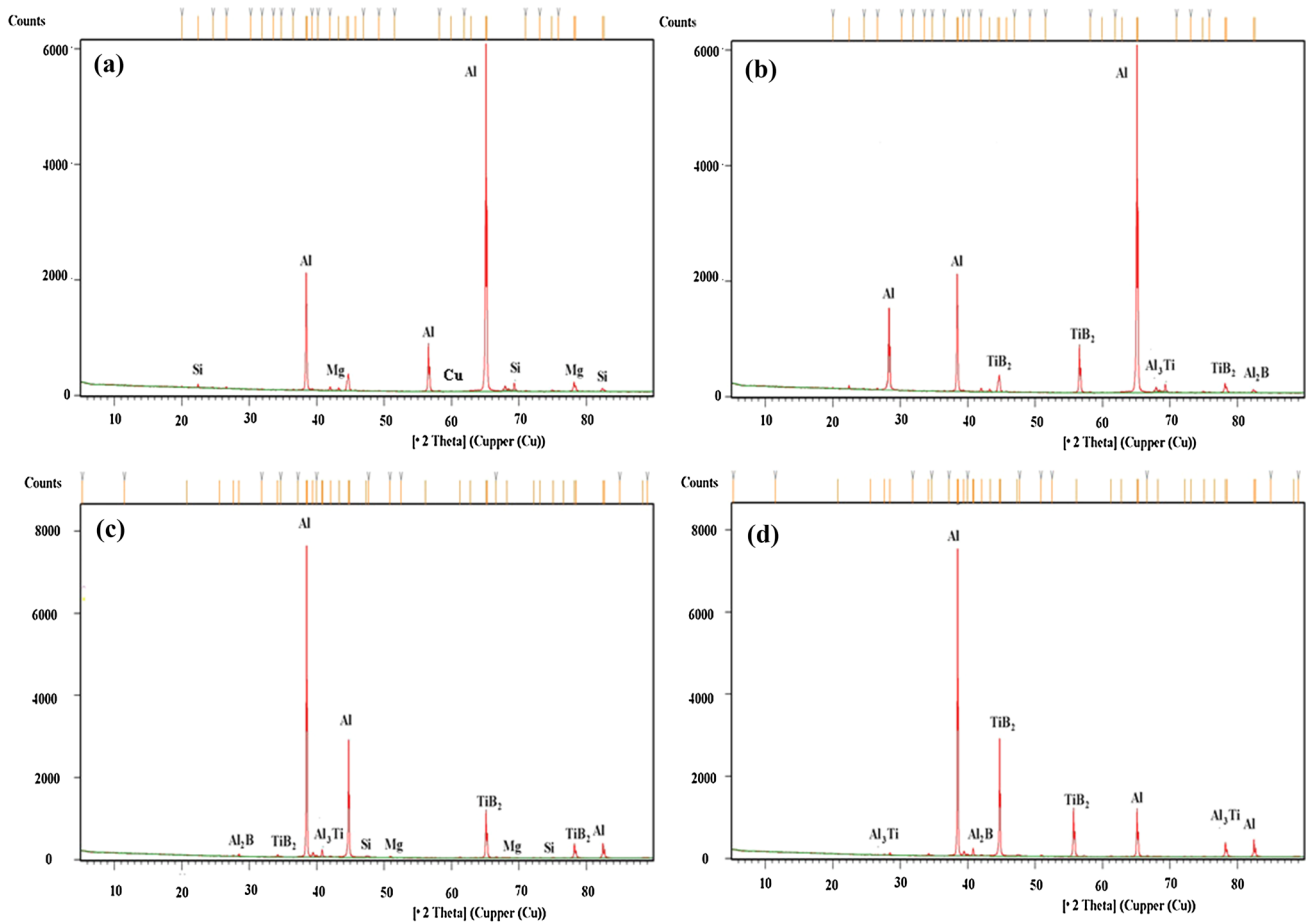 Counts
(a)
6000
4000
2000
0
Al
Al
Al
Si
Mg
Cu
Si
Mg
Si
10 20 30 40 50 60 70 80
[• 2 Theta] (Cupper (Cu)
Counts
(b)
6000
4000
2000
0
Al
Al
Al
TiB2
TiB2
Al3Ti
TiB2
Al2B
10 20 30 40 50 60 70 80
[• 2 Theta] (Cupper (Cu)
Counts
(c)
8000
6000
4000
2000
0
Al
Al
TiB2
Al2B
TiB2
Al3Ti
Si
Mg
Mg
Si
TiB2
Al
10 20 30 40 50 60 70 80
[• 2 Theta] (Cupper (Cu)
Counts
(d)
8000
6000
4000
2000
0
Al
TiB2
TiB2
Al
Al3Ti
Al2B
Al3Ti
Al
10 20 30 40 50 60 70 80
[• 2 Theta] (Cupper (Cu)